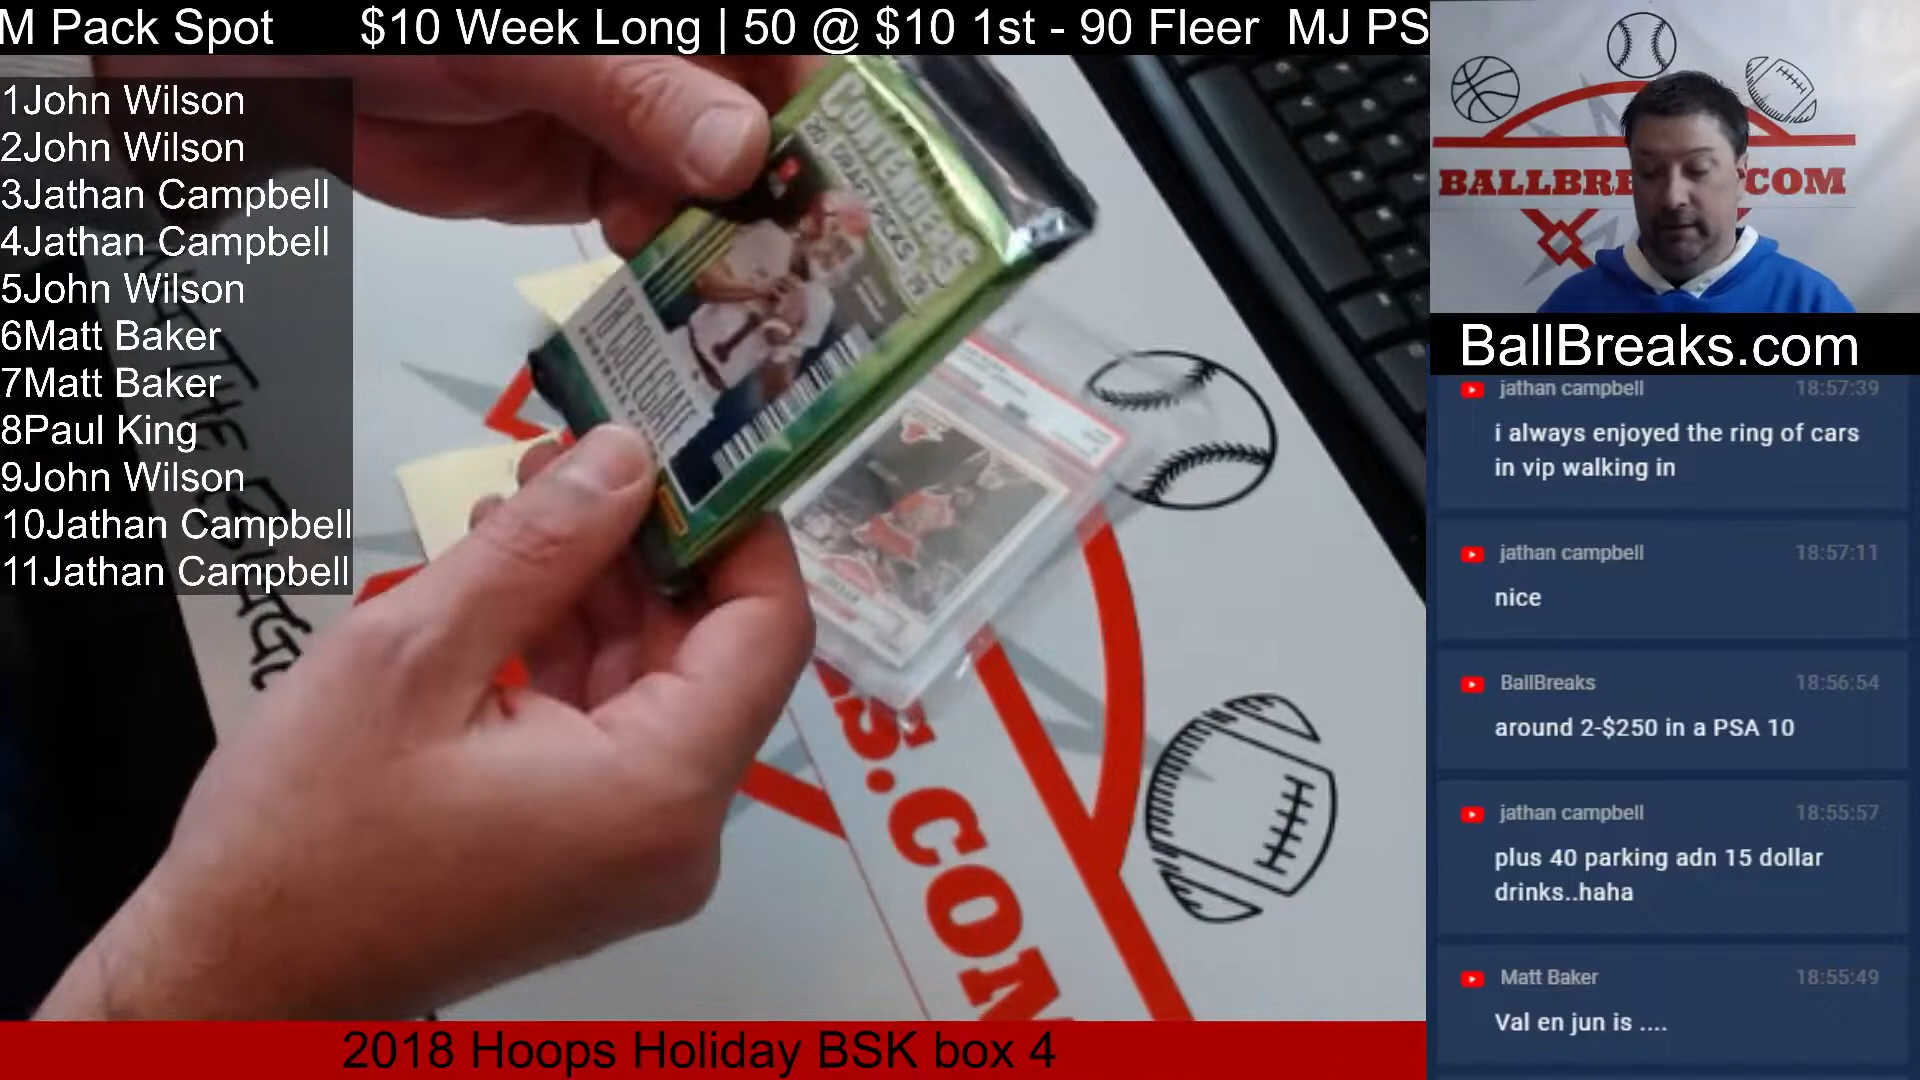 M Pack Spot $10 Week Long | 50 @ $10 1st - 90 Fleer MJ PS
1John Wilson
2John Wilson
3Jathan Campbell
4Jathan Campbell
5John Wilson
6Matt Baker
7Matt Baker
8Paul King
9John Wilson
10Jathan Campbell
11Jathan Campbell
CONTENDERS
DRAFT PICKS
18 COLLEGIATE
S.COM
BALLBRE .COM
BallBreaks.com
jathan campbell 18:57:39
i always enjoyed the ring of cars
in vip walking in
jathan campbell 18:57:11
nice
BallBreaks 18:56:54
around 2-$250 in a PSA 10
jathan campbell 18:55:57
plus 40 parking adn 15 dollar
drinks..haha
Matt Baker 18:55:49
Val en jun is ....
2018 Hoops Holiday BSK box 4